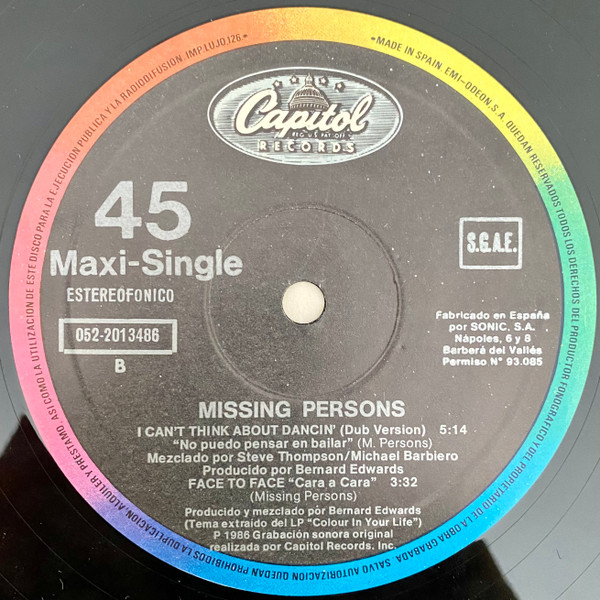 Capitol
REG. U.S. PAT. OFF.
RECORDS
45
Maxi-Single
ESTEREOFONICO
052-2013486
B
S.G.A.E.
Fabricado en España
por SONIC, S.A.
Nápoles, 6 y 8
Barberá del Vallés
Permiso N° 93.085
MISSING PERSONS
I CAN'T THINK ABOUT DANCIN' (Dub Version) 5:14
"No puedo pensar en bailar" (M. Persons)
Mezclado por Steve Thompson/Michael Barbiero
Producido por Bernard Edwards
FACE TO FACE "Cara a Cara" 3:32
(Missing Persons)
Producido y mezclado por Bernard Edwards
(Tema extraído del LP "Colour In Your Life")
P 1986 Grabación sonora original
realizada por Capitol Records, Inc.
•MADE IN SPAIN. EMI-ODEON, S.A. QUEDAN RESERVADOS TODOS LOS DERECHOS DEL PRODUCTOR FONOGRAFICO Y DEL PROPIETARIO DE LA OBRA GRABADA. SALVO AUTORIZACION QUEDAN PROHIBIDOS LA DUPLICACION, ALQUILER Y PRESTAMO, ASI COMO LA UTILIZACION DE ESTE DISCO PARA LA EJECUCION PUBLICA Y LA RADIODIFUSION. IMP. LUJO, 126.•